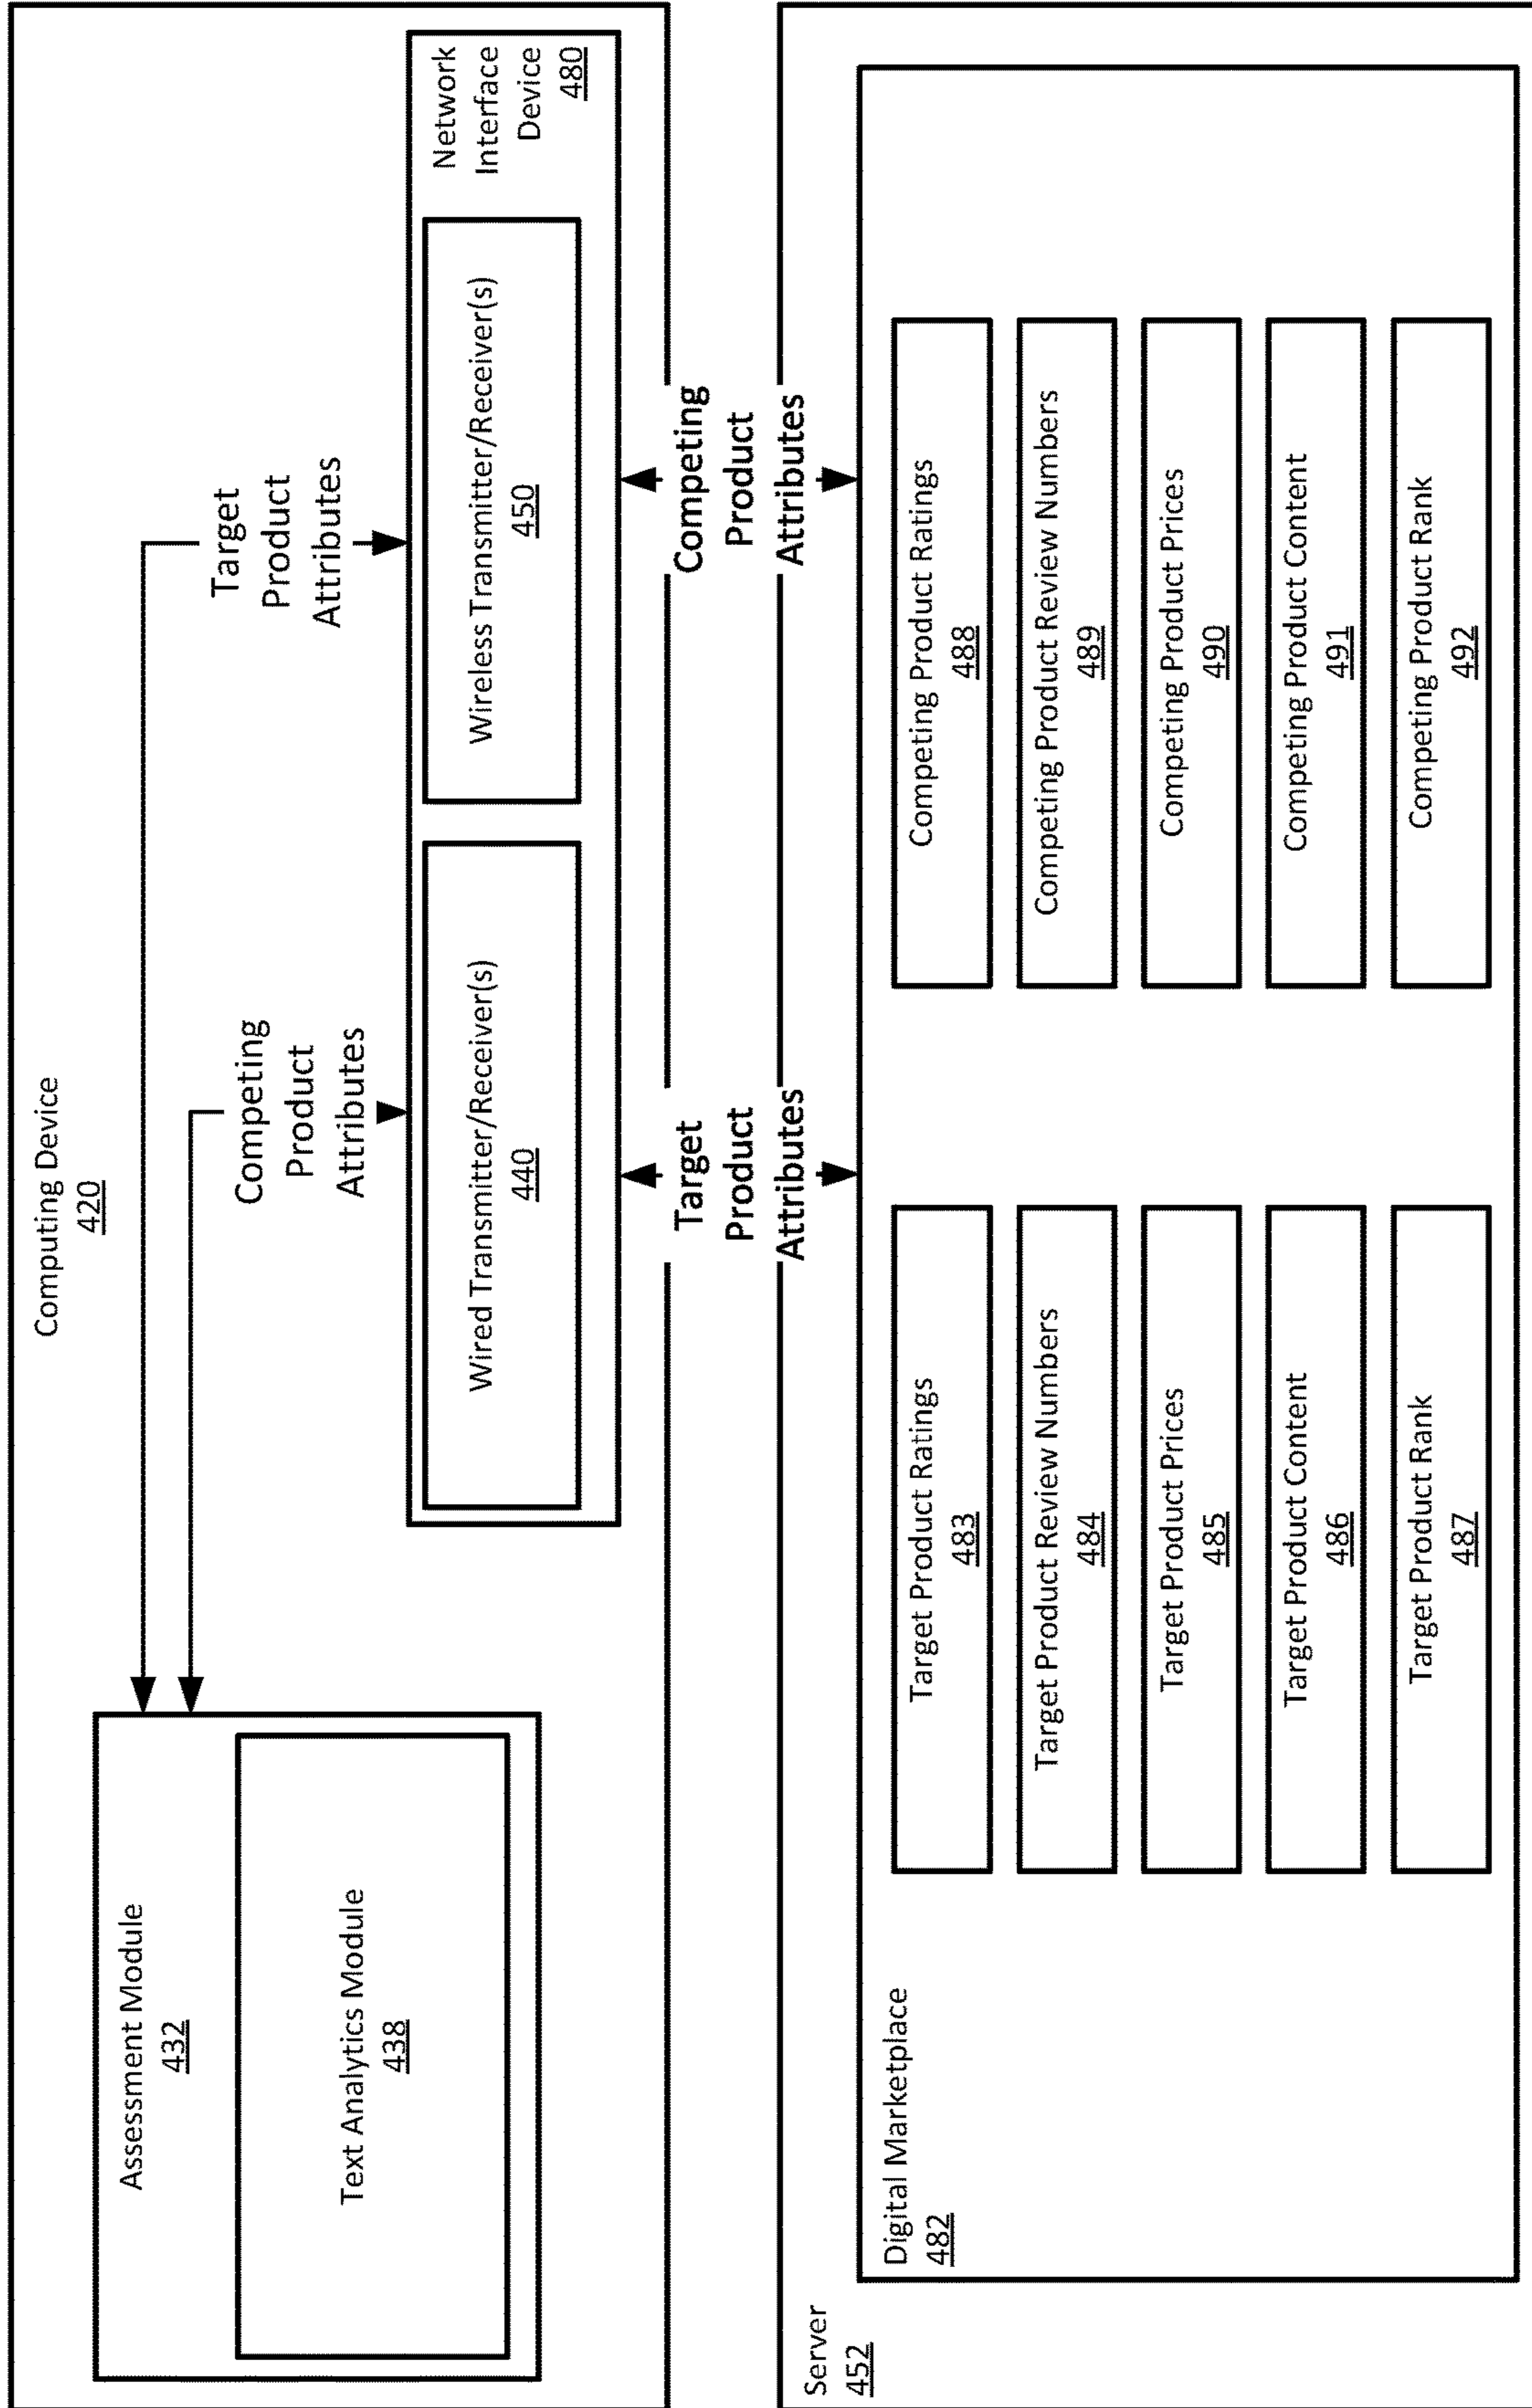 Computing Device
420
Assessment Module
432
Text Analytics Module
438
Competing
Product
Attributes
Target
Product
Attributes
Network
Interface
Device
480
Wired Transmitter/Receiver(s)
440
Wireless Transmitter/Receiver(s)
450
Target
Product
Attributes
Competing
Product
Attributes
Server
452
Digital Marketplace
482
Target Product Ratings
483
Target Product Review Numbers
484
Target Product Prices
485
Target Product Content
486
Target Product Rank
487
Competing Product Ratings
488
Competing Product Review Numbers
489
Competing Product Prices
490
Competing Product Content
491
Competing Product Rank
492